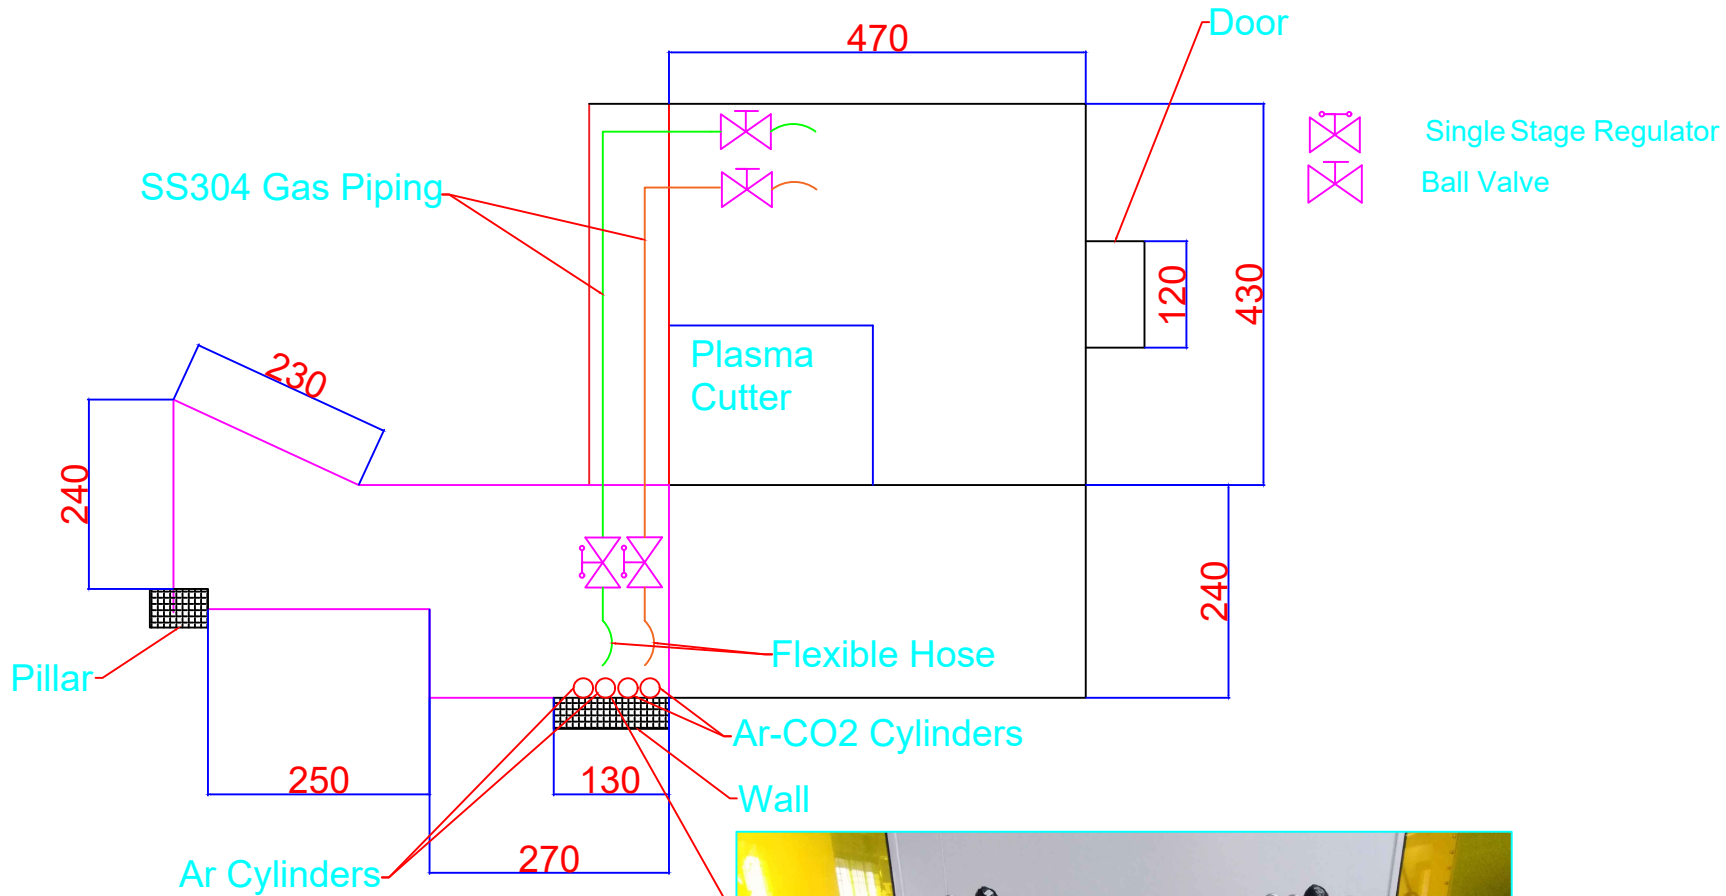 Door
470
Single Stage Regulator
SS304 Gas Piping
Ball Valve
120
430
Plasma
Cutter
230
240
240
Flexible Hose
Pillar
Ar-CO2 Cylinders
250
130
Wall
270
Ar Cylinders